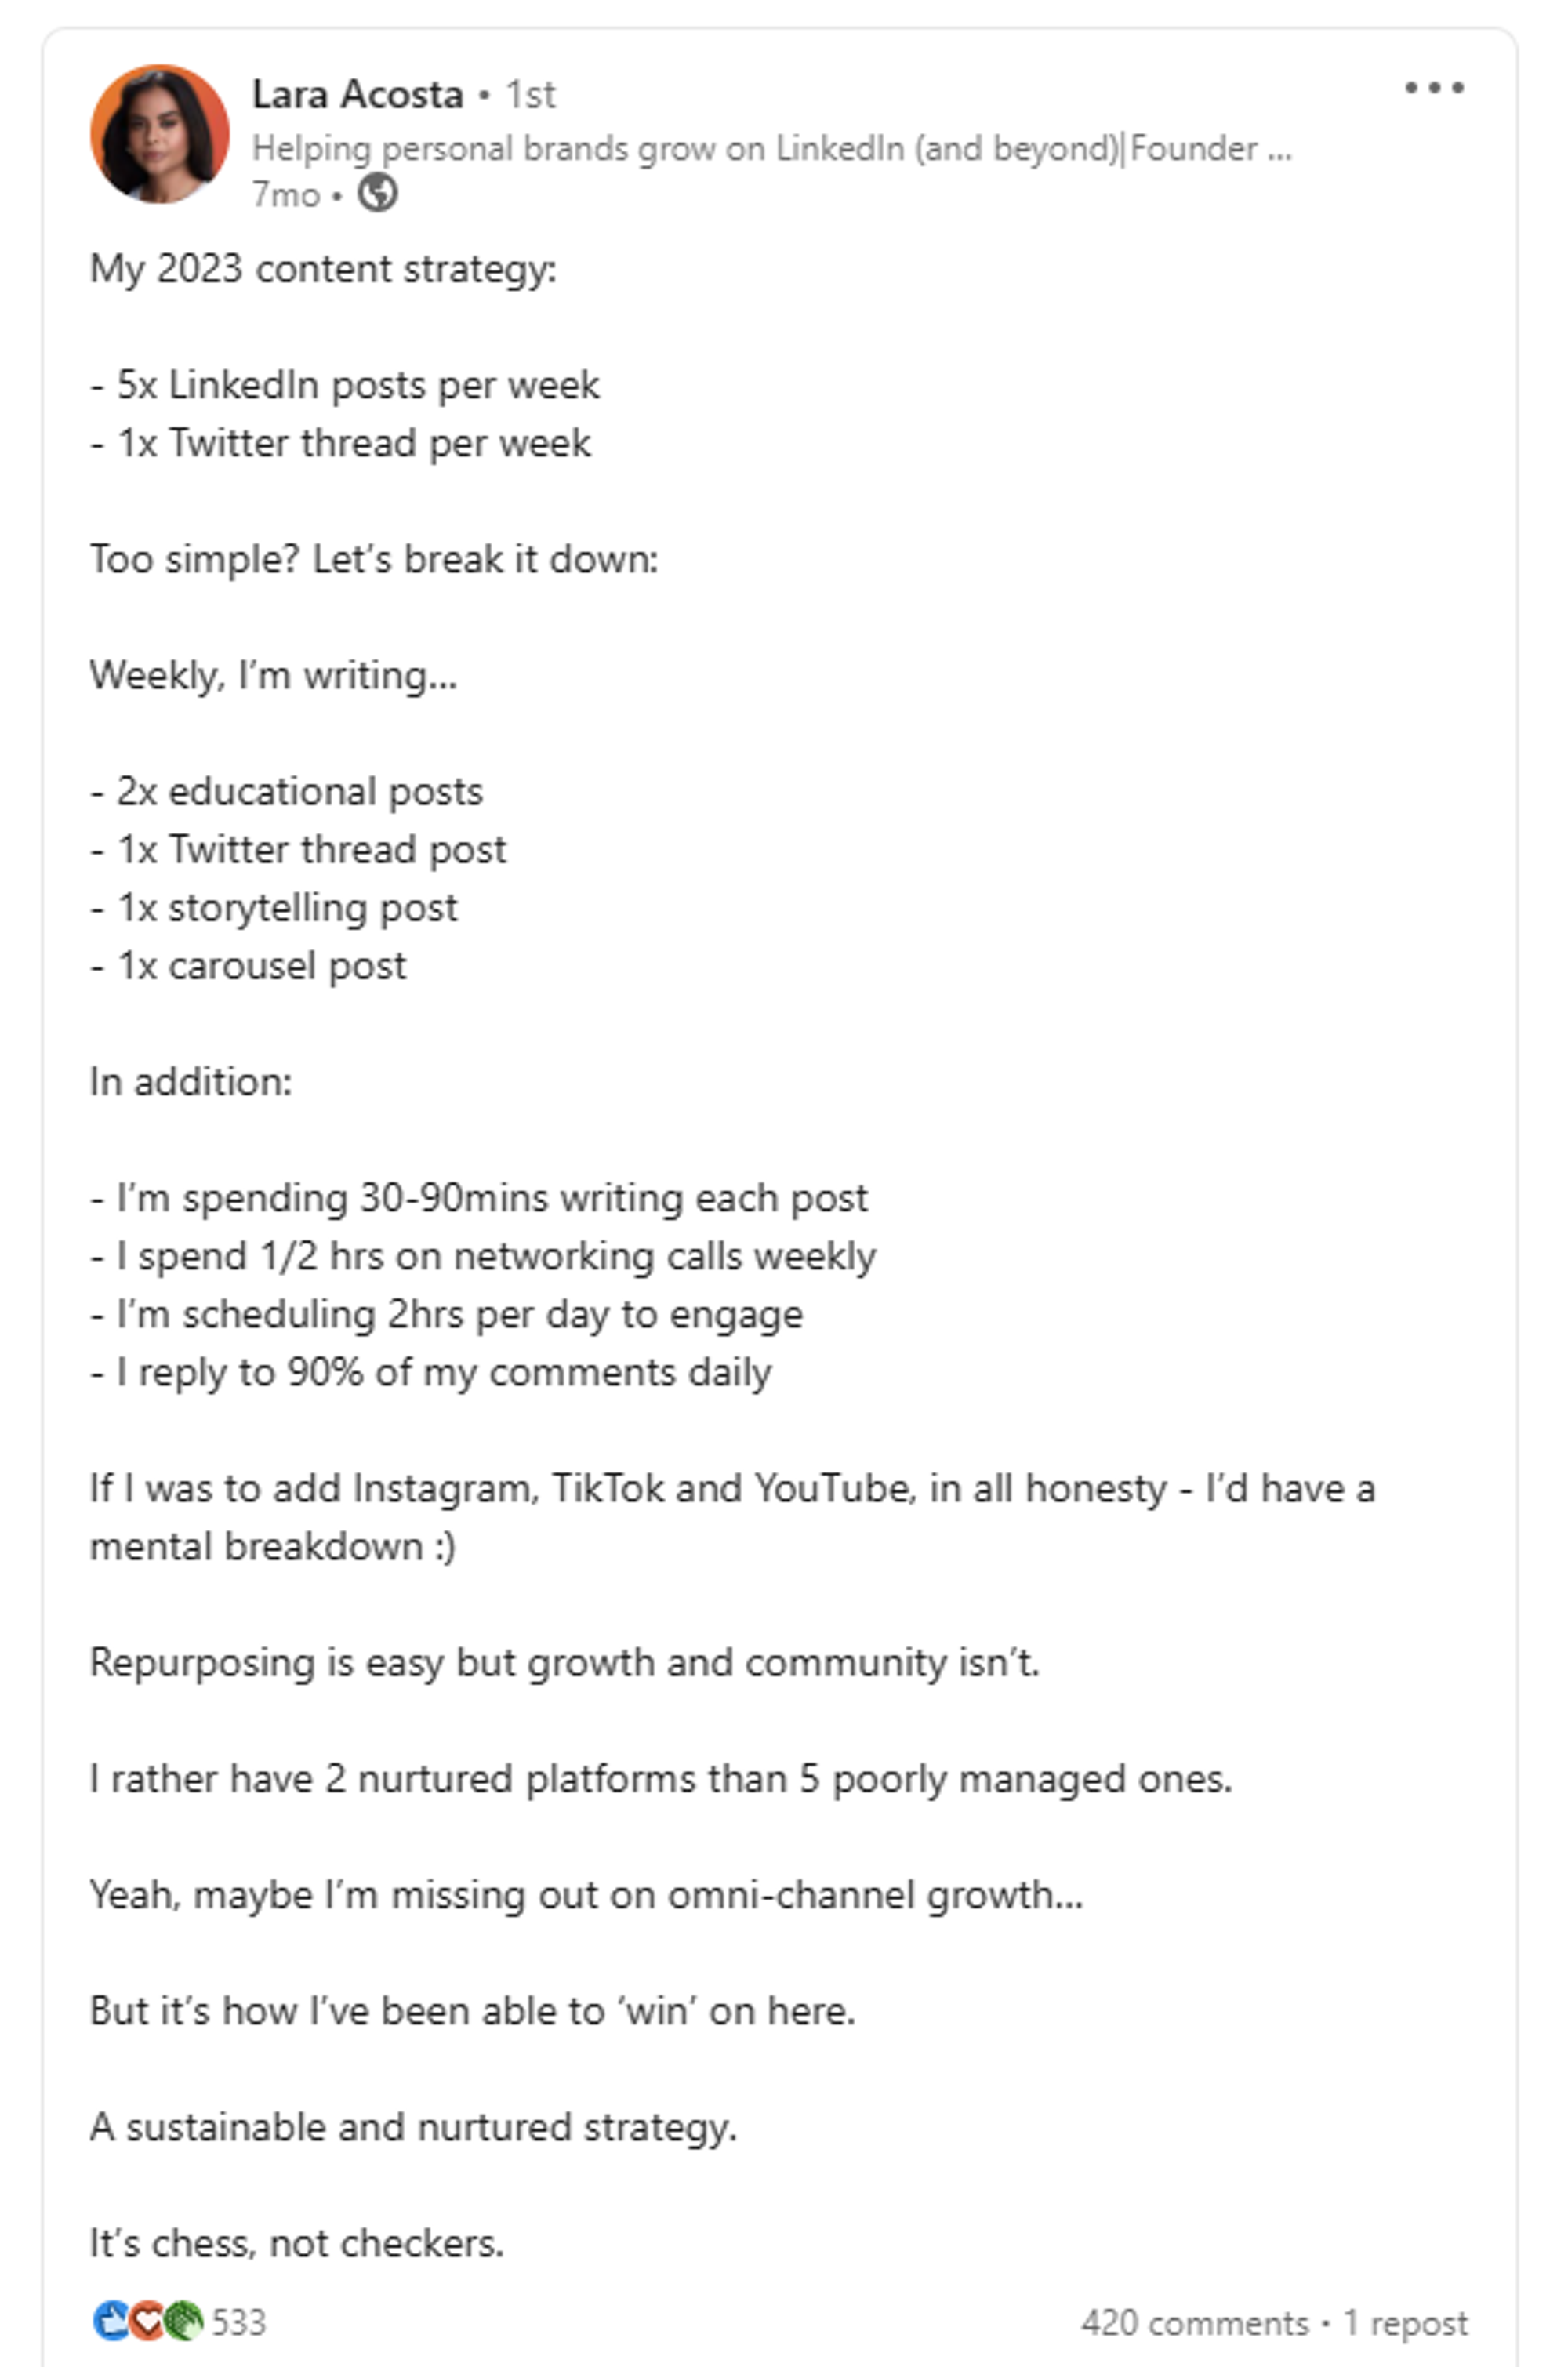 Lara Acosta • 1st
Helping personal brands grow on LinkedIn (and beyond)|Founder ...
7mo •
My 2023 content strategy:
- 5x LinkedIn posts per week
- 1x Twitter thread per week
Too simple? Let’s break it down:
Weekly, I’m writing...
- 2x educational posts
- 1x Twitter thread post
- 1x storytelling post
- 1x carousel post
In addition:
- I’m spending 30-90mins writing each post
- I spend 1/2 hrs on networking calls weekly
- I’m scheduling 2hrs per day to engage
- I reply to 90% of my comments daily
If I was to add Instagram, TikTok and YouTube, in all honesty - I’d have a
mental breakdown :)
Repurposing is easy but growth and community isn’t.
I rather have 2 nurtured platforms than 5 poorly managed ones.
Yeah, maybe I’m missing out on omni-channel growth...
But it’s how I’ve been able to ‘win’ on here.
A sustainable and nurtured strategy.
It’s chess, not checkers.
533
420 comments • 1 repost